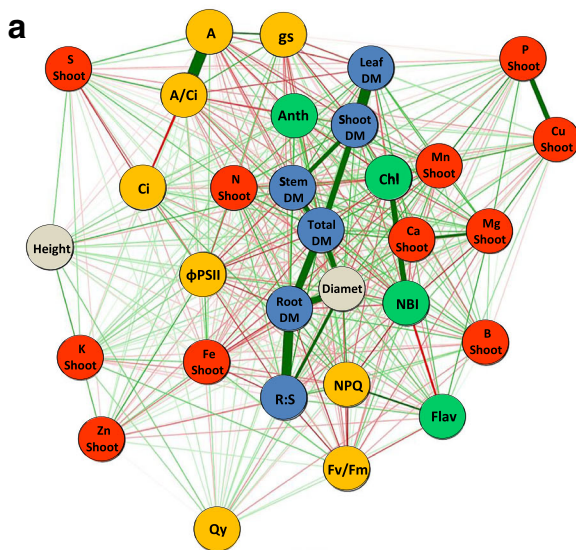 a
A
gs
S
Shoot
Leaf
DM
P
Shoot
A/Ci
Anth
Shoot
DM
Cu
Shoot
Mn
Shoot
Ci
N
Shoot
Stem
DM
Chl
Total
DM
Ca
Shoot
Mg
Shoot
Height
ϕPSII
Diamet
Root
DM
NBI
B
Shoot
K
Shoot
Fe
Shoot
R:S
NPQ
Flav
Zn
Shoot
Fv/Fm
Qy